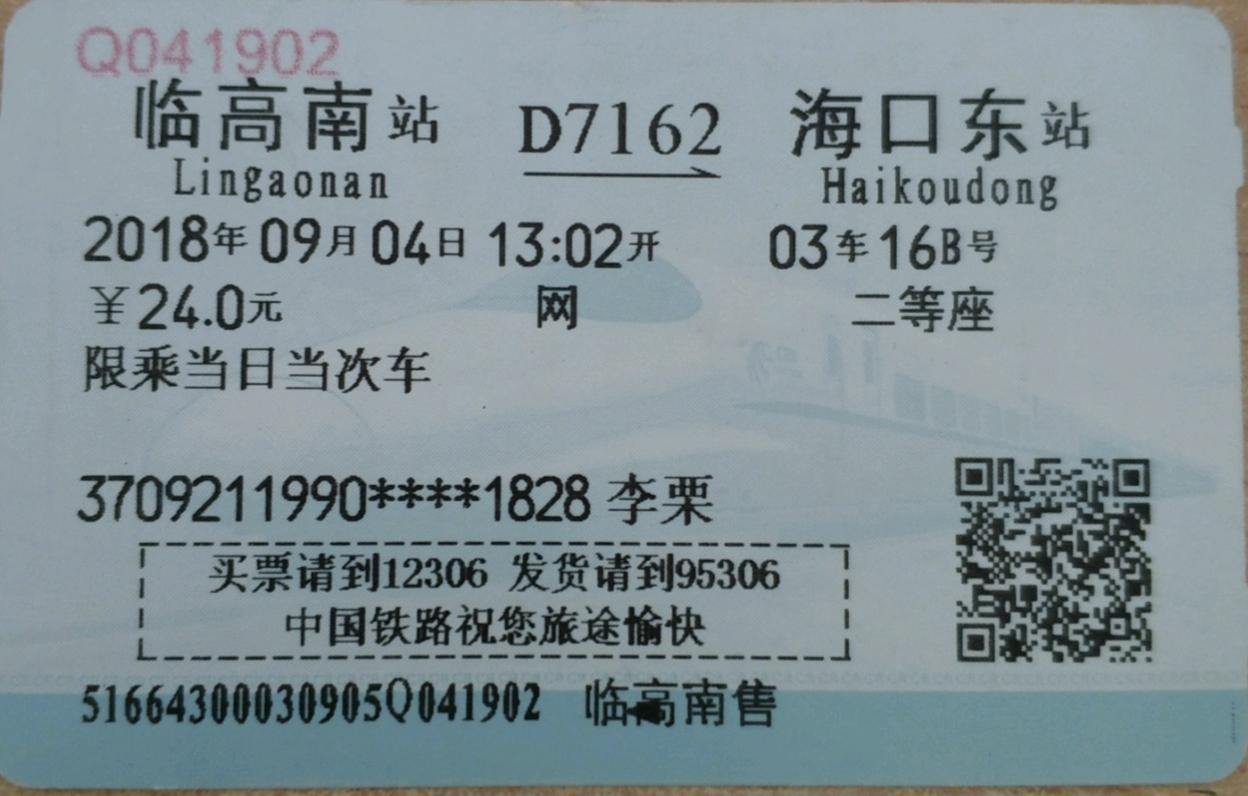 Q041902
临高南站 D7162 海口东站
Lingaonan Haikoudong
2018年09月04日 13:02开 03车16B号
￥24.0元 网 二等座
限乘当日当次车
3709211990****1828 李栗
买票请到12306 发货请到95306
中国铁路祝您旅途愉快
51664300030905Q041902 临高南售